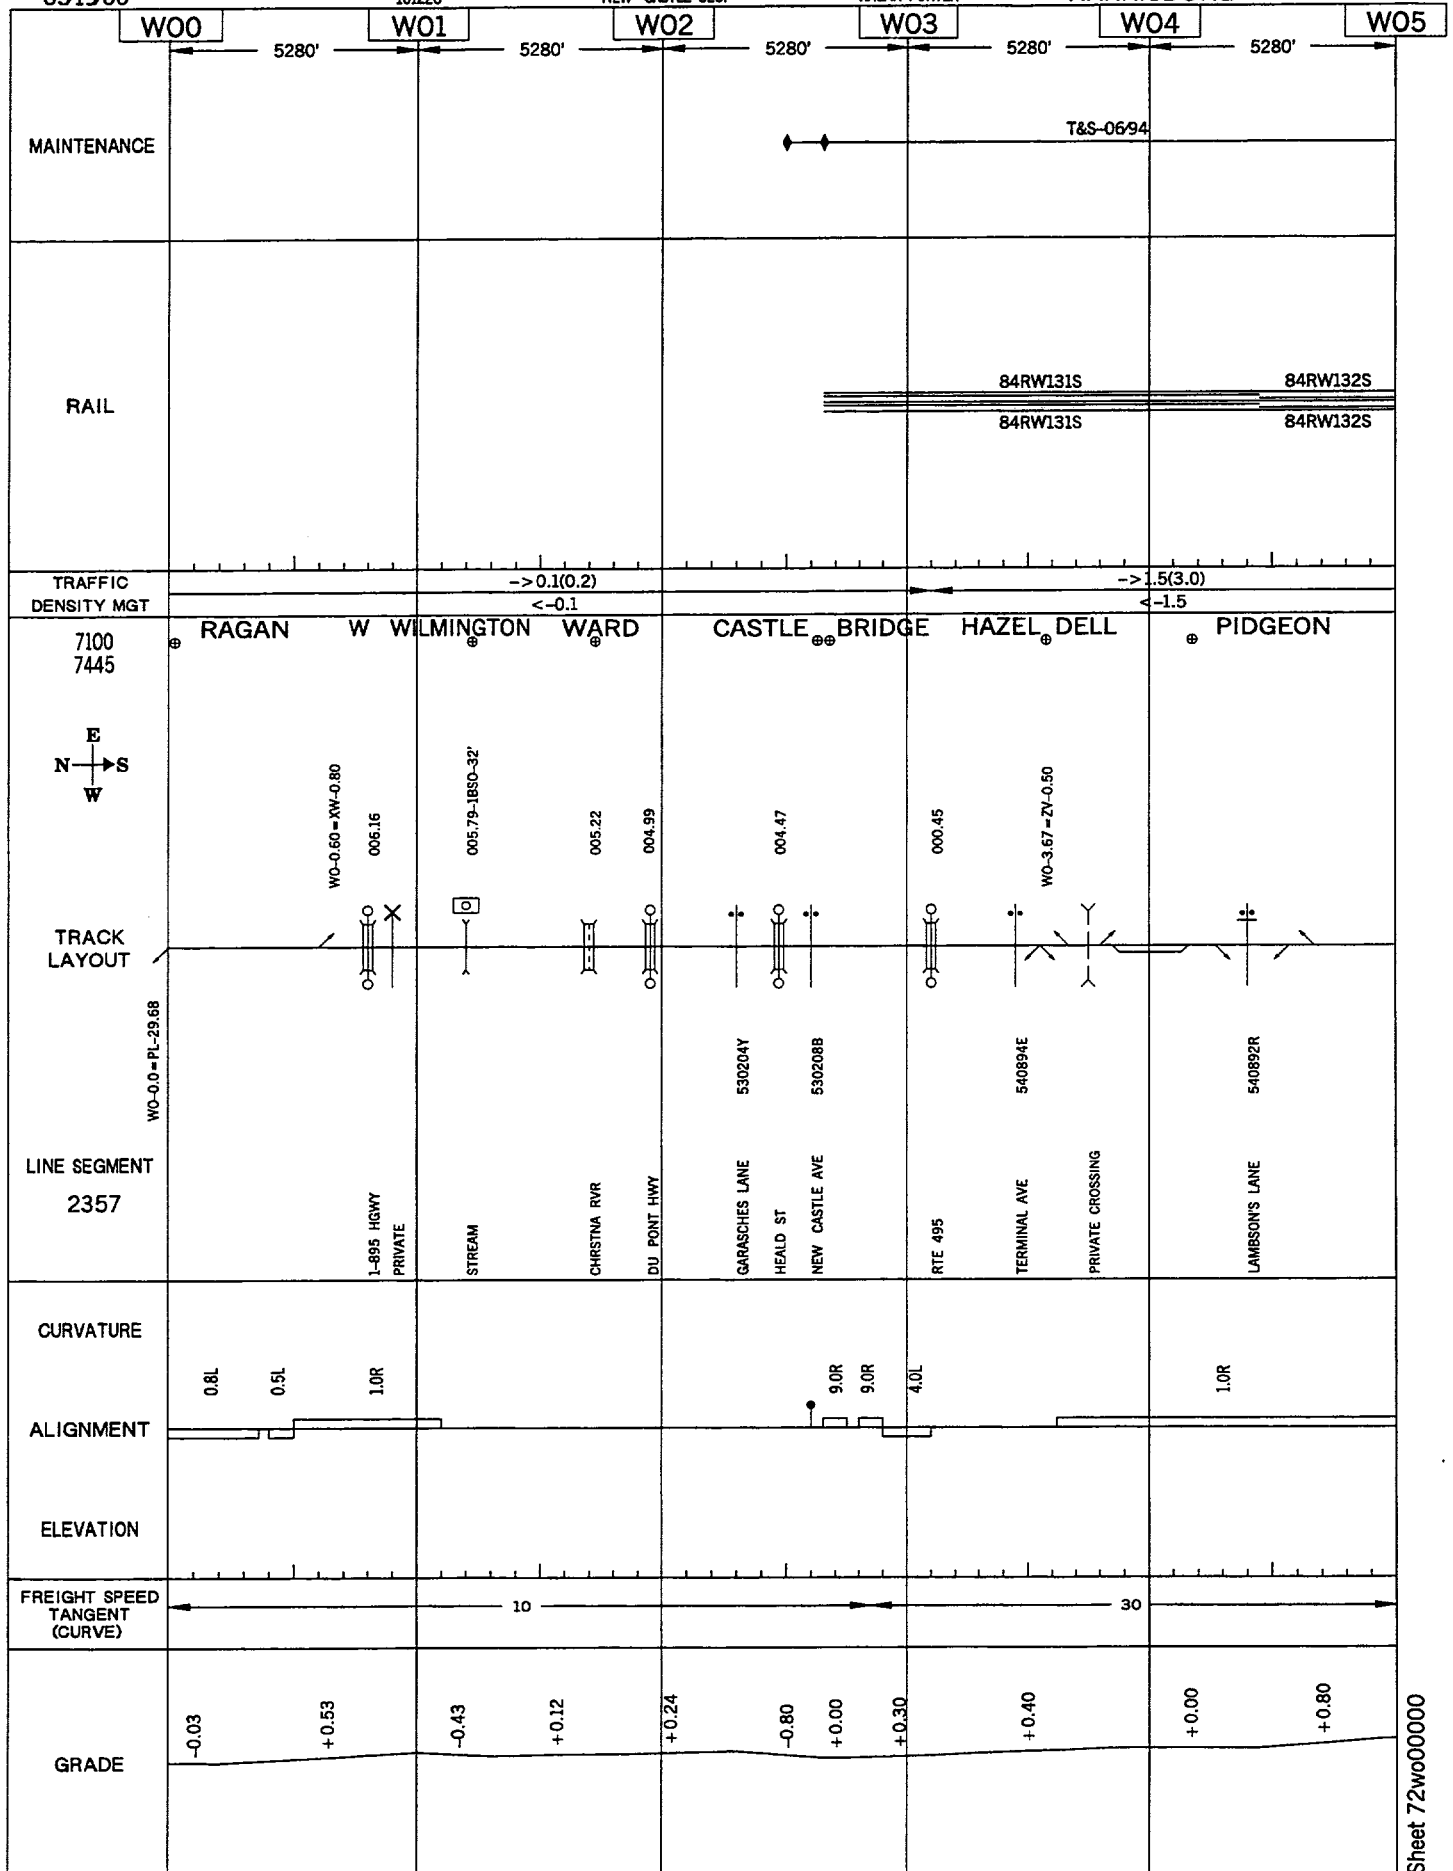 W00 W01 W02 W03 W04 W05
5280' 5280' 5280' 5280' 5280'
MAINTENANCE
T&S-06/94
RAIL
84RW131S 84RW132S
84RW131S 84RW132S
TRAFFIC
DENSITY MGT
->0.1(0.2) ->1.5(3.0)
<-0.1 <-1.5
7100
7445
RAGAN W WILMINGTON WARD CASTLE BRIDGE HAZEL DELL PIDGEON
E
N S
W
WO-0.60=XW-0.80
006.16
005.79-1BSO-32'
005.22
004.99
004.47
000.45
WO-3.67=ZV-0.50
TRACK
LAYOUT
WO-0.0=PL-29.68
530204Y
530208B
540894E
540892R
LINE SEGMENT
2357
1-895 HGWY
PRIVATE
STREAM
CHRSTNA RVR
DU PONT HWY
GARASCHES LANE
HEALD ST
NEW CASTLE AVE
RTE 495
TERMINAL AVE
PRIVATE CROSSING
LAMBSON'S LANE
CURVATURE
0.8L 0.5L 1.0R 9.0R 9.0R 4.0L 1.0R
ALIGNMENT
ELEVATION
FREIGHT SPEED
TANGENT
(CURVE)
10 30
GRADE
-0.03 +0.53 -0.43 +0.12 +0.24 -0.80 +0.00 +0.30 +0.40 +0.00 +0.80
Sheet 72wo00000